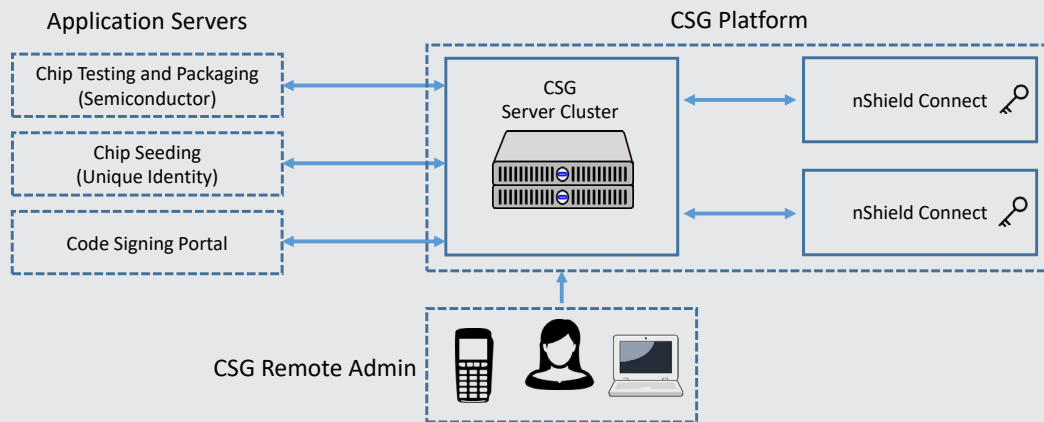 Application Servers
CSG Platform
Chip Testing and Packaging
(Semiconductor)
Chip Seeding
(Unique Identity)
Code Signing Portal
CSG
Server Cluster
nShield Connect
nShield Connect
CSG Remote Admin